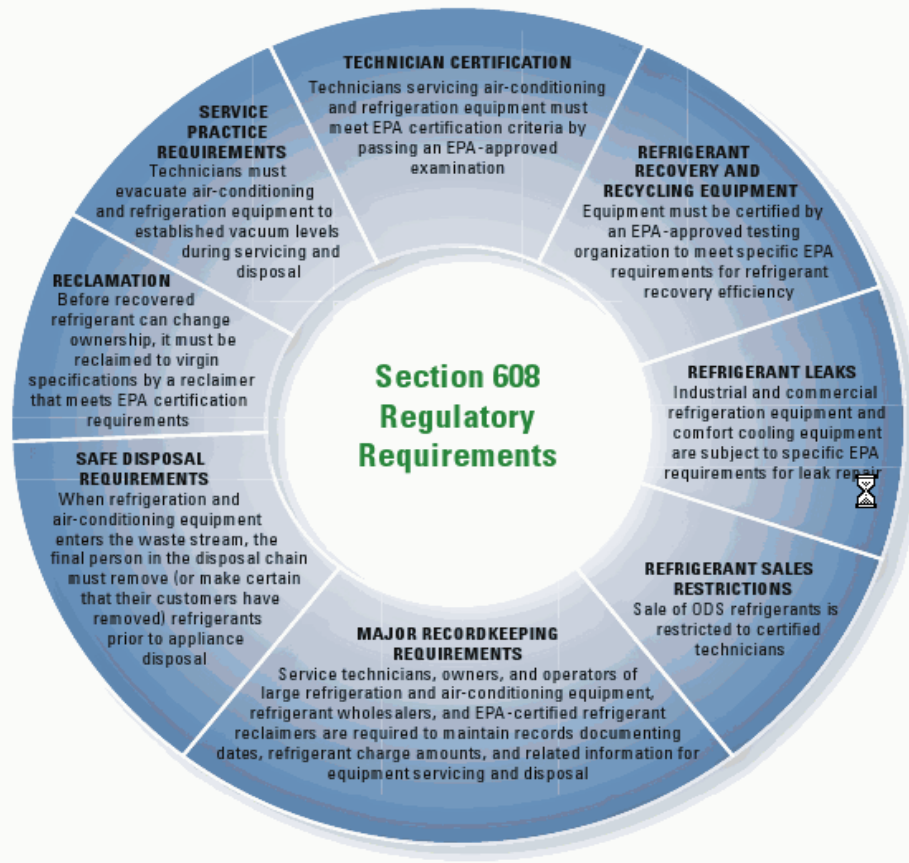 TECHNICIAN CERTIFICATION
Technicians servicing air-conditioning
and refrigeration equipment must
meet EPA certification criteria by
passing an EPA-approved
examination
REFRIGERANT
RECOVERY AND
RECYCLING EQUIPMENT
Equipment must be certified by
an EPA-approved testing
organization to meet specific EPA
requirements for refrigerant
recovery efficiency
REFRIGERANT LEAKS
Industrial and commercial
refrigeration equipment and
comfort cooling equipment
are subject to specific EPA
requirements for leak repair
REFRIGERANT SALES
RESTRICTIONS
Sale of ODS refrigerants is
restricted to certified
technicians
MAJOR RECORDKEEPING
REQUIREMENTS
Service technicians, owners, and operators of
large refrigeration and air-conditioning equipment,
refrigerant wholesalers, and EPA-certified refrigerant
reclaimers are required to maintain records documenting
dates, refrigerant charge amounts, and related information for
equipment servicing and disposal
SAFE DISPOSAL
REQUIREMENTS
When refrigeration and
air-conditioning equipment
enters the waste stream, the
final person in the disposal chain
must remove (or make certain
that their customers have
removed) refrigerants
prior to appliance
disposal
RECLAMATION
Before recovered
refrigerant can change
ownership, it must be
reclaimed to virgin
specifications by a reclaimer
that meets EPA certification
requirements
SERVICE
PRACTICE
REQUIREMENTS
Technicians must
evacuate air-conditioning
and refrigeration equipment to
established vacuum levels
during servicing and
disposal
Section 608
Regulatory
Requirements